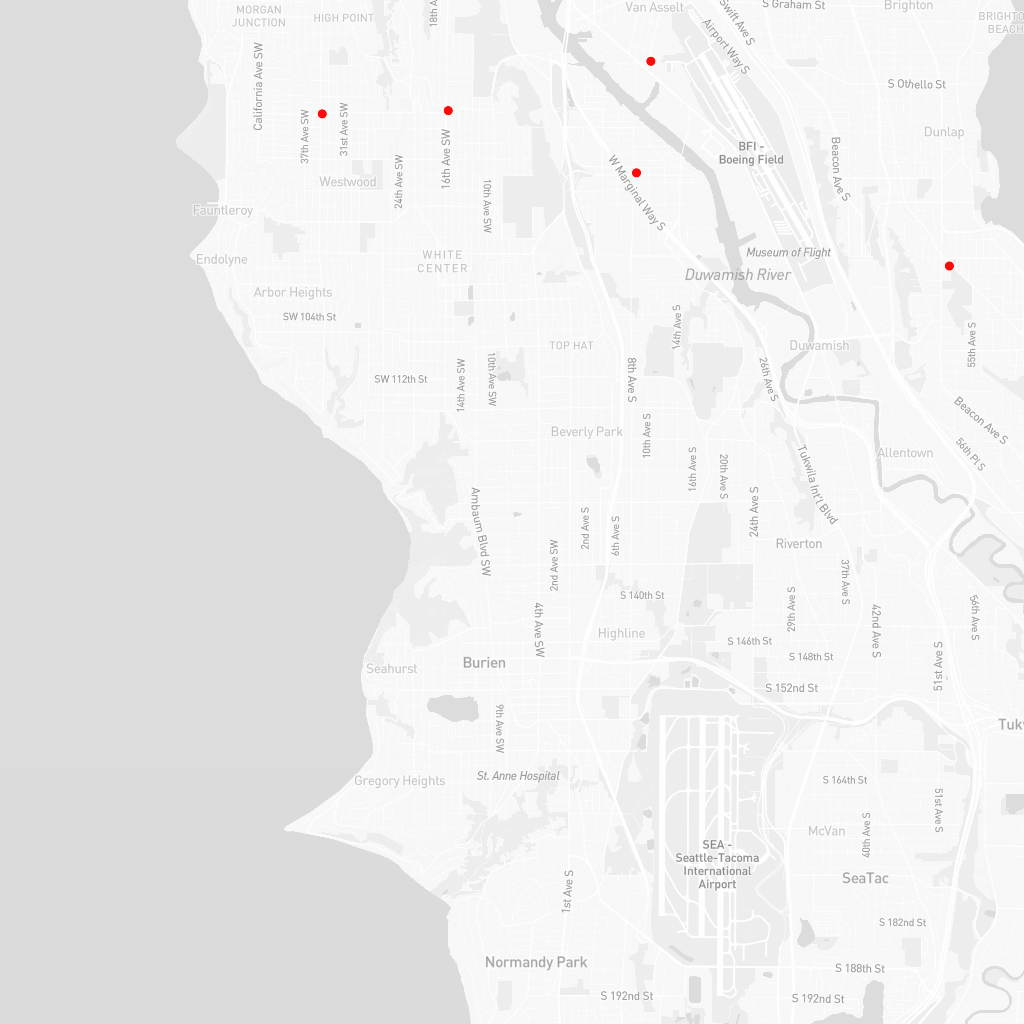 MORGAN
JUNCTION
HIGH POINT
18th A
Van Asselt
Swift Ave S
S Graham St
Brighton
BRIGHTO
BEACH
California Ave SW
37th Ave SW
31st Ave SW
16th Ave SW
Airport Way S
S Othello St
Dunlap
BFI -
Boeing Field
Beacon Ave S
Westwood
24th Ave SW
10th Ave SW
W Marginal Way S
Fauntleroy
Endolyne
WHITE
CENTER
Museum of Flight
Duwamish River
Arbor Heights
SW 104th St
14th Ave S
55th Ave S
TOP HAT
Duwamish
SW 112th St
14th Ave SW
10th Ave SW
8th Ave S
26th Ave S
Beacon Ave S
Beverly Park
10th Ave S
56th Pl S
Allentown
16th Ave S
20th Ave S
Tukwila Int'l Blvd
24th Ave S
Ambaum Blvd SW
2nd Ave S
6th Ave S
2nd Ave SW
Riverton
37th Ave S
S 140th St
29th Ave S
42nd Ave S
56th Ave S
4th Ave SW
Highline
S 146th St
S 148th St
51st Ave S
Burien
Seahurst
S 152nd St
9th Ave SW
Tukv
St. Anne Hospital
Gregory Heights
S 164th St
51st Ave S
McVan
40th Ave S
SEA -
Seattle-Tacoma
International
Airport
SeaTac
1st Ave S
S 182nd St
Normandy Park
S 188th St
S 192nd St
S 192nd St